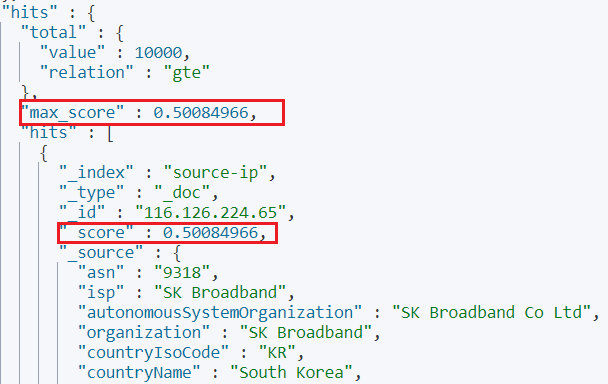 "hits" : {
"total" : {
"value" : 10000,
"relation" : "gte"
},
"max_score" : 0.50084966,
"hits" : [
{
"_index" : "source-ip",
"_type" : "_doc",
"_id" : "116.126.224.65",
"_score" : 0.50084966,
"_source" : {
"asn" : "9318",
"isp" : "SK Broadband",
"autonomousSystemOrganization" : "SK Broadband Co Ltd",
"organization" : "SK Broadband",
"countryIsoCode" : "KR",
"countryName" : "South Korea",